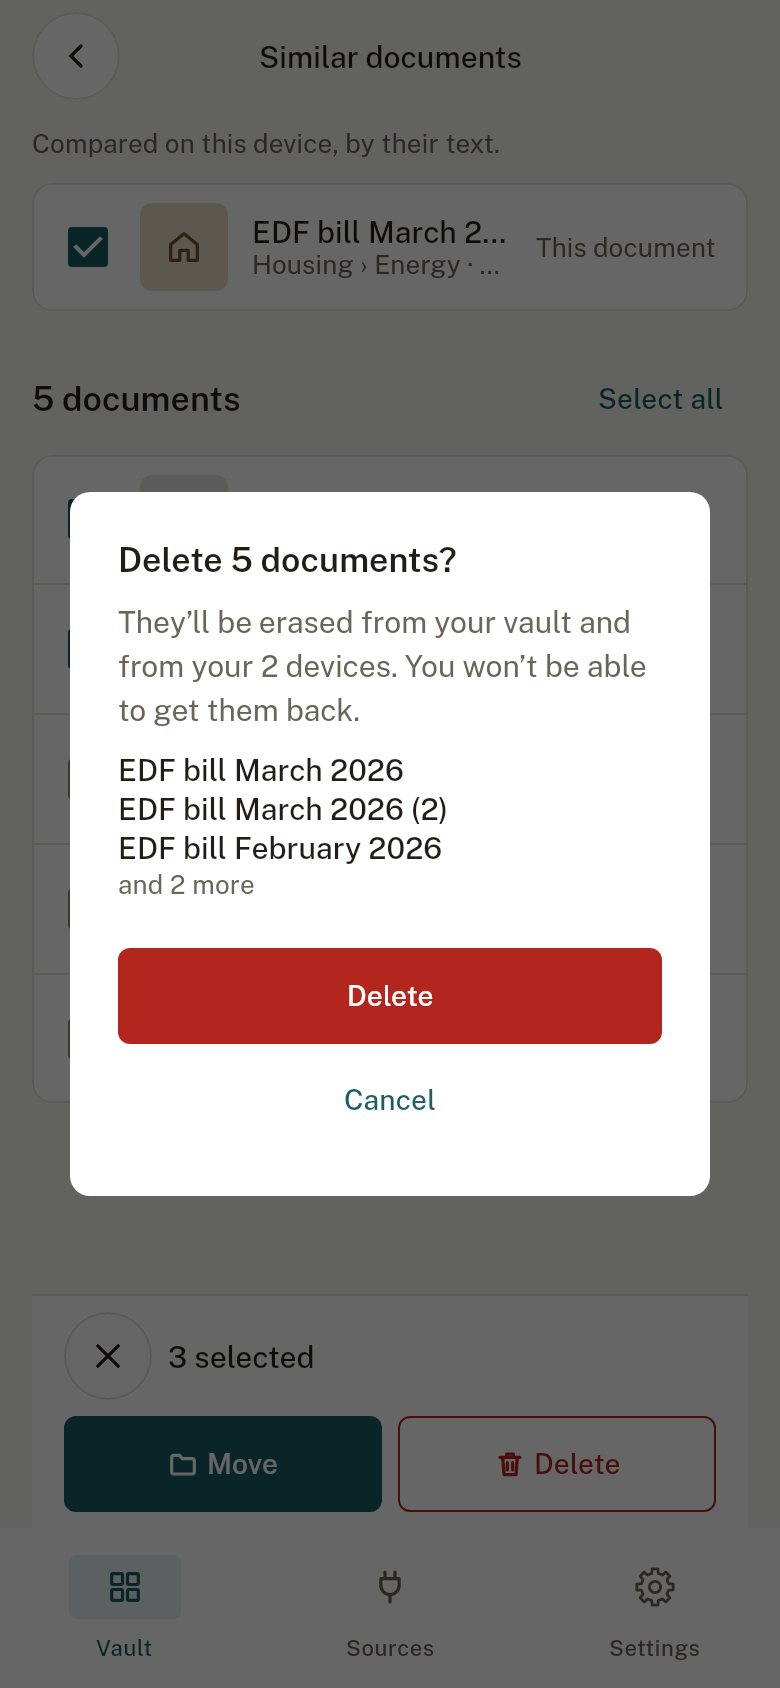 Similar documents
Compared on this device, by their text.
EDF bill March 2...
This document
Housing › Energy · ...
5 documents
Select all
Delete 5 documents?
They’ll be erased from your vault and
from your 2 devices. You won’t be able
to get them back.
EDF bill March 2026
EDF bill March 2026 (2)
EDF bill February 2026
and 2 more
Delete
Cancel
3 selected
Move
Delete
Vault
Sources
Settings